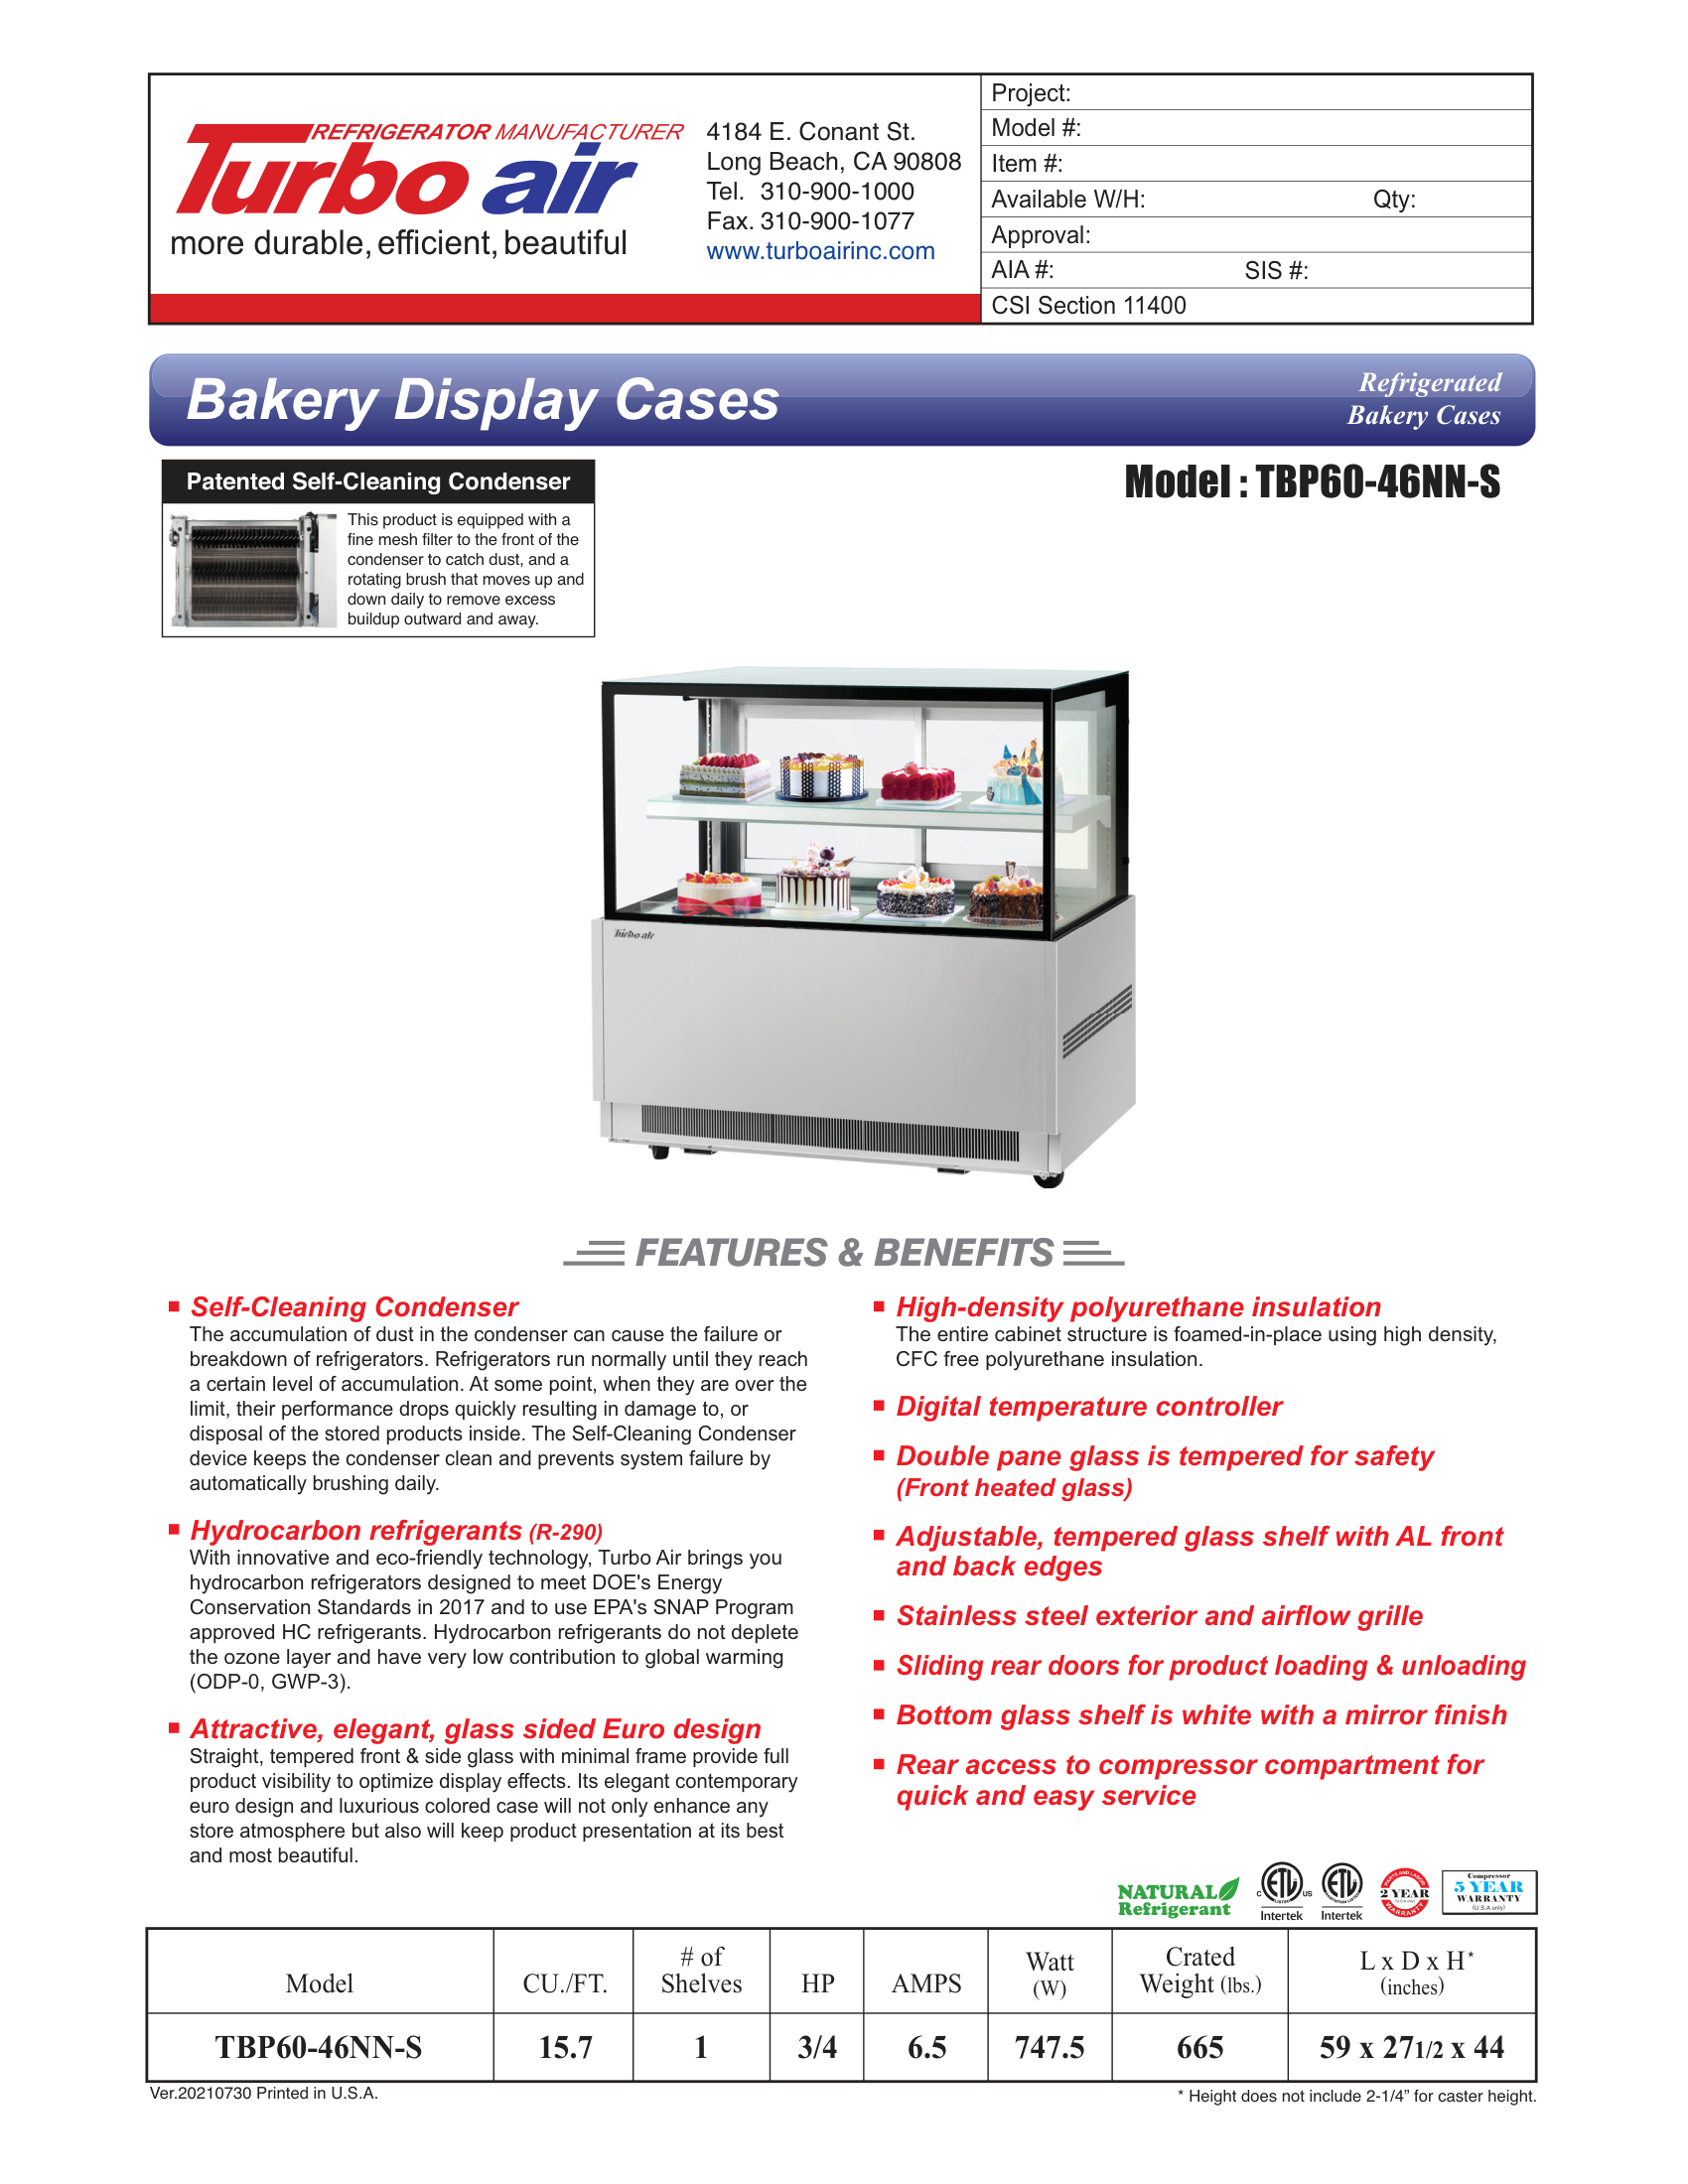 REFRIGERATOR MANUFACTURER
Turbo air
more durable, efficient, beautiful
4184 E. Conant St.
Long Beach, CA 90808
Tel. 310-900-1000
Fax. 310-900-1077
www.turboairinc.com
Project:
Model #:
Item #:
Available W/H: Qty:
Approval:
AIA #: SIS #:
CSI Section 11400
Bakery Display Cases
Refrigerated
Bakery Cases
Patented Self-Cleaning Condenser
This product is equipped with a
fine mesh filter to the front of the
condenser to catch dust, and a
rotating brush that moves up and
down daily to remove excess
buildup outward and away.
Model : TBP60-46NN-S
Turbo air
FEATURES & BENEFITS
Self-Cleaning Condenser
The accumulation of dust in the condenser can cause the failure or
breakdown of refrigerators. Refrigerators run normally until they reach
a certain level of accumulation. At some point, when they are over the
limit, their performance drops quickly resulting in damage to, or
disposal of the stored products inside. The Self-Cleaning Condenser
device keeps the condenser clean and prevents system failure by
automatically brushing daily.
Hydrocarbon refrigerants (R-290)
With innovative and eco-friendly technology, Turbo Air brings you
hydrocarbon refrigerators designed to meet DOE's Energy
Conservation Standards in 2017 and to use EPA's SNAP Program
approved HC refrigerants. Hydrocarbon refrigerants do not deplete
the ozone layer and have very low contribution to global warming
(ODP-0, GWP-3).
Attractive, elegant, glass sided Euro design
Straight, tempered front & side glass with minimal frame provide full
product visibility to optimize display effects. Its elegant contemporary
euro design and luxurious colored case will not only enhance any
store atmosphere but also will keep product presentation at its best
and most beautiful.
High-density polyurethane insulation
The entire cabinet structure is foamed-in-place using high density,
CFC free polyurethane insulation.
Digital temperature controller
Double pane glass is tempered for safety
(Front heated glass)
Adjustable, tempered glass shelf with AL front
and back edges
Stainless steel exterior and airflow grille
Sliding rear doors for product loading & unloading
Bottom glass shelf is white with a mirror finish
Rear access to compressor compartment for
quick and easy service
NATURAL
Refrigerant
C ETL US
LISTED
Intertek
ETL
Intertek
PARTS AND LABOR
2 YEAR
WARRANTY
Compressor
5 YEAR
WARRANTY
(U.S.A only)
Model CU./FT. # of Shelves HP AMPS Watt (W) Crated Weight (lbs.) L x D x H* (inches)
TBP60-46NN-S 15.7 1 3/4 6.5 747.5 665 59 x 271/2 x 44
Ver.20210730 Printed in U.S.A.
* Height does not include 2-1/4” for caster height.